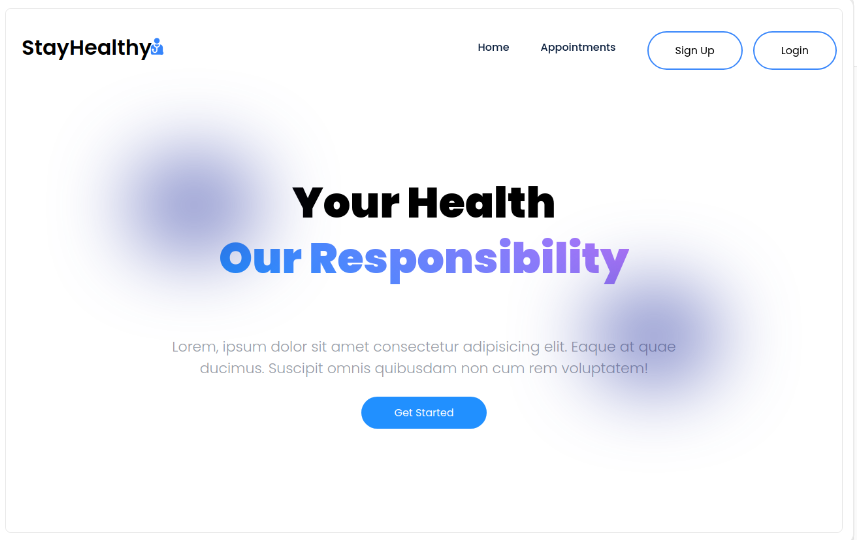 StayHealthy
Home
Appointments
Sign Up
Login
Your Health
Our Responsibility
Lorem, ipsum dolor sit amet consectetur adipisicing elit. Eaque at quae
ducimus. Suscipit omnis quibusdam non cum rem voluptatem!
Get Started